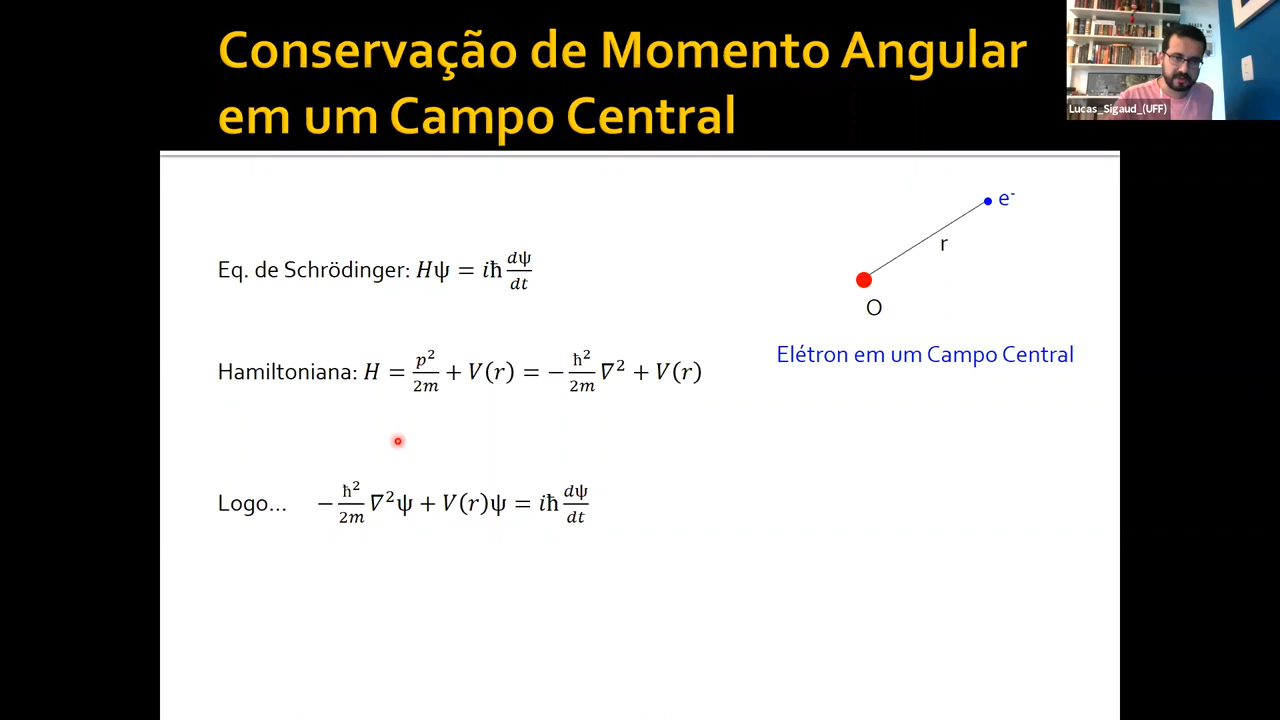 Conservação de Momento Angular
em um Campo Central
Lucas_Sigaud_(UFF)
e⁻
r
O
Elétron em um Campo Central
Eq. de Schrödinger: Hψ = iħ dψ/dt
Hamiltoniana: H = p²/2m + V(r) = −ħ²/2m ∇² + V(r)
Logo... −ħ²/2m ∇²ψ + V(r)ψ = iħ dψ/dt